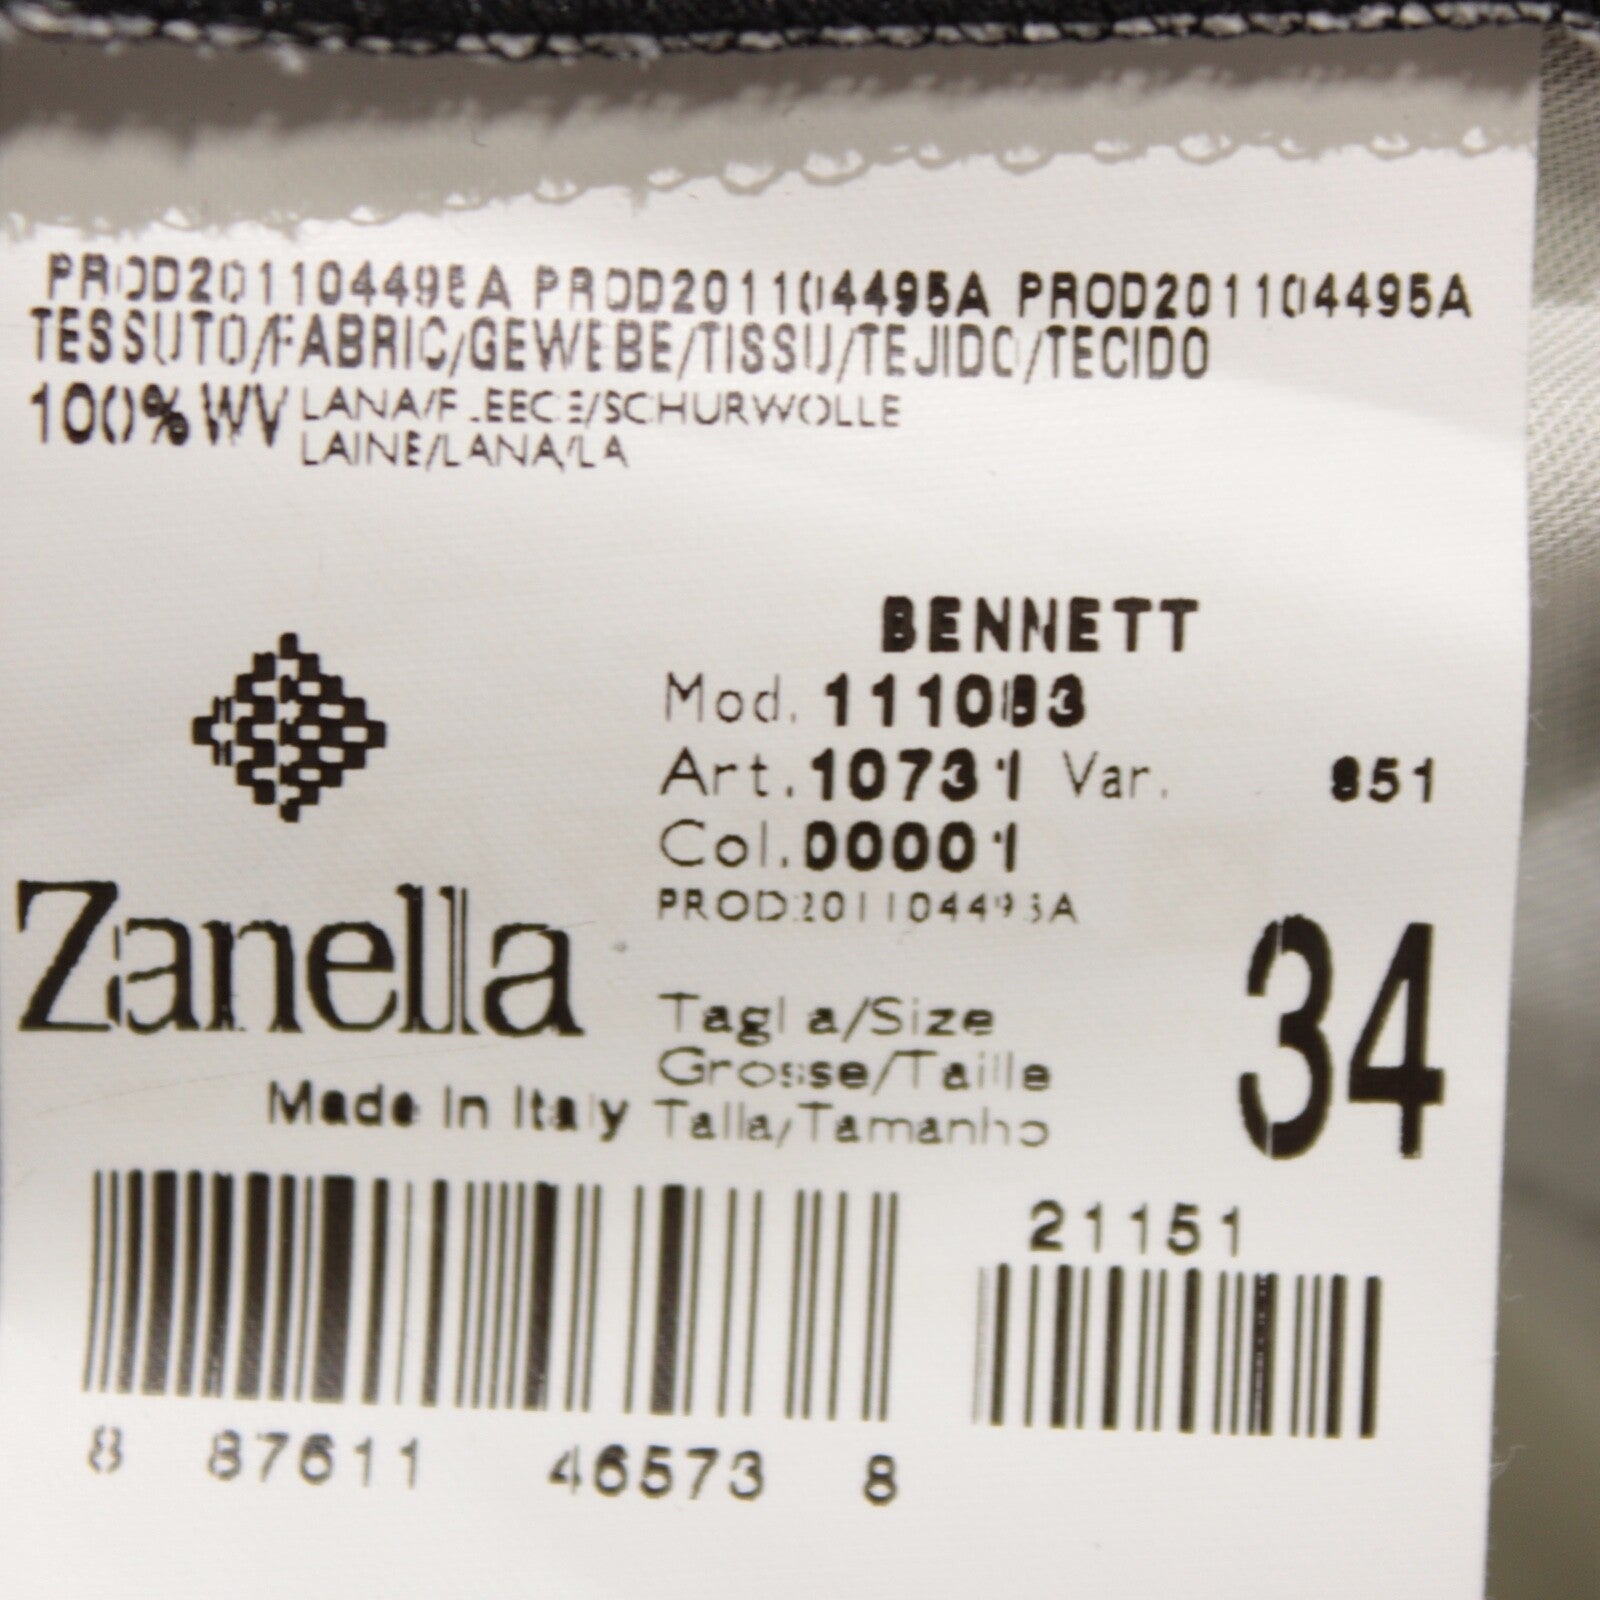 PROD201104495A PROD201104495A PROD201104495A
TESSUTO/FABRIC/GEWEBE/TISSU/TEJIDO/TECIDO
100% WV LANA/FLEECE/SCHURWOLLE
LAINE/LANA/LA
BENNETT
Mod.
Art. 10731 Var. 851
Col. 00001
PROD201104495A
Zanella
Made In Italy
Taglia/Size
Grosse/Taille
Talla/Tamanho
34
21151
8 87611 46573 8